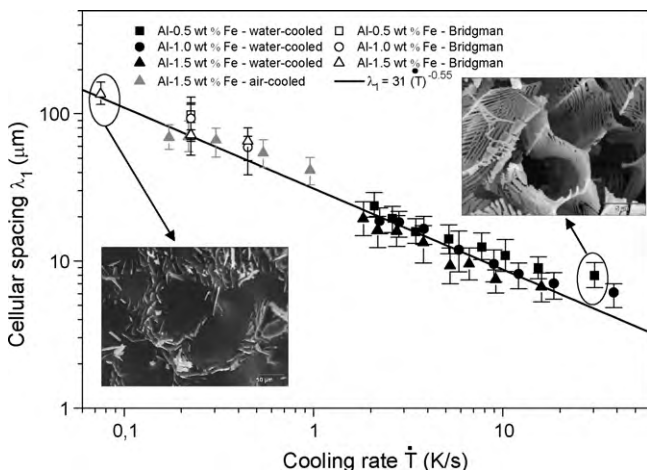 Al-0.5 wt % Fe - water-cooled
Al-1.0 wt % Fe - water-cooled
Al-1.5 wt % Fe - water-cooled
Al-1.5 wt % Fe - air-cooled
Al-0.5 wt % Fe - Bridgman
Al-1.0 wt % Fe - Bridgman
Al-1.5 wt % Fe - Bridgman
λ₁ = 31 (Ṫ)⁻⁰·⁵⁵
Cellular spacing λ₁ (μm)
100
10
1
0,1
1
10
Cooling rate Ṫ (K/s)